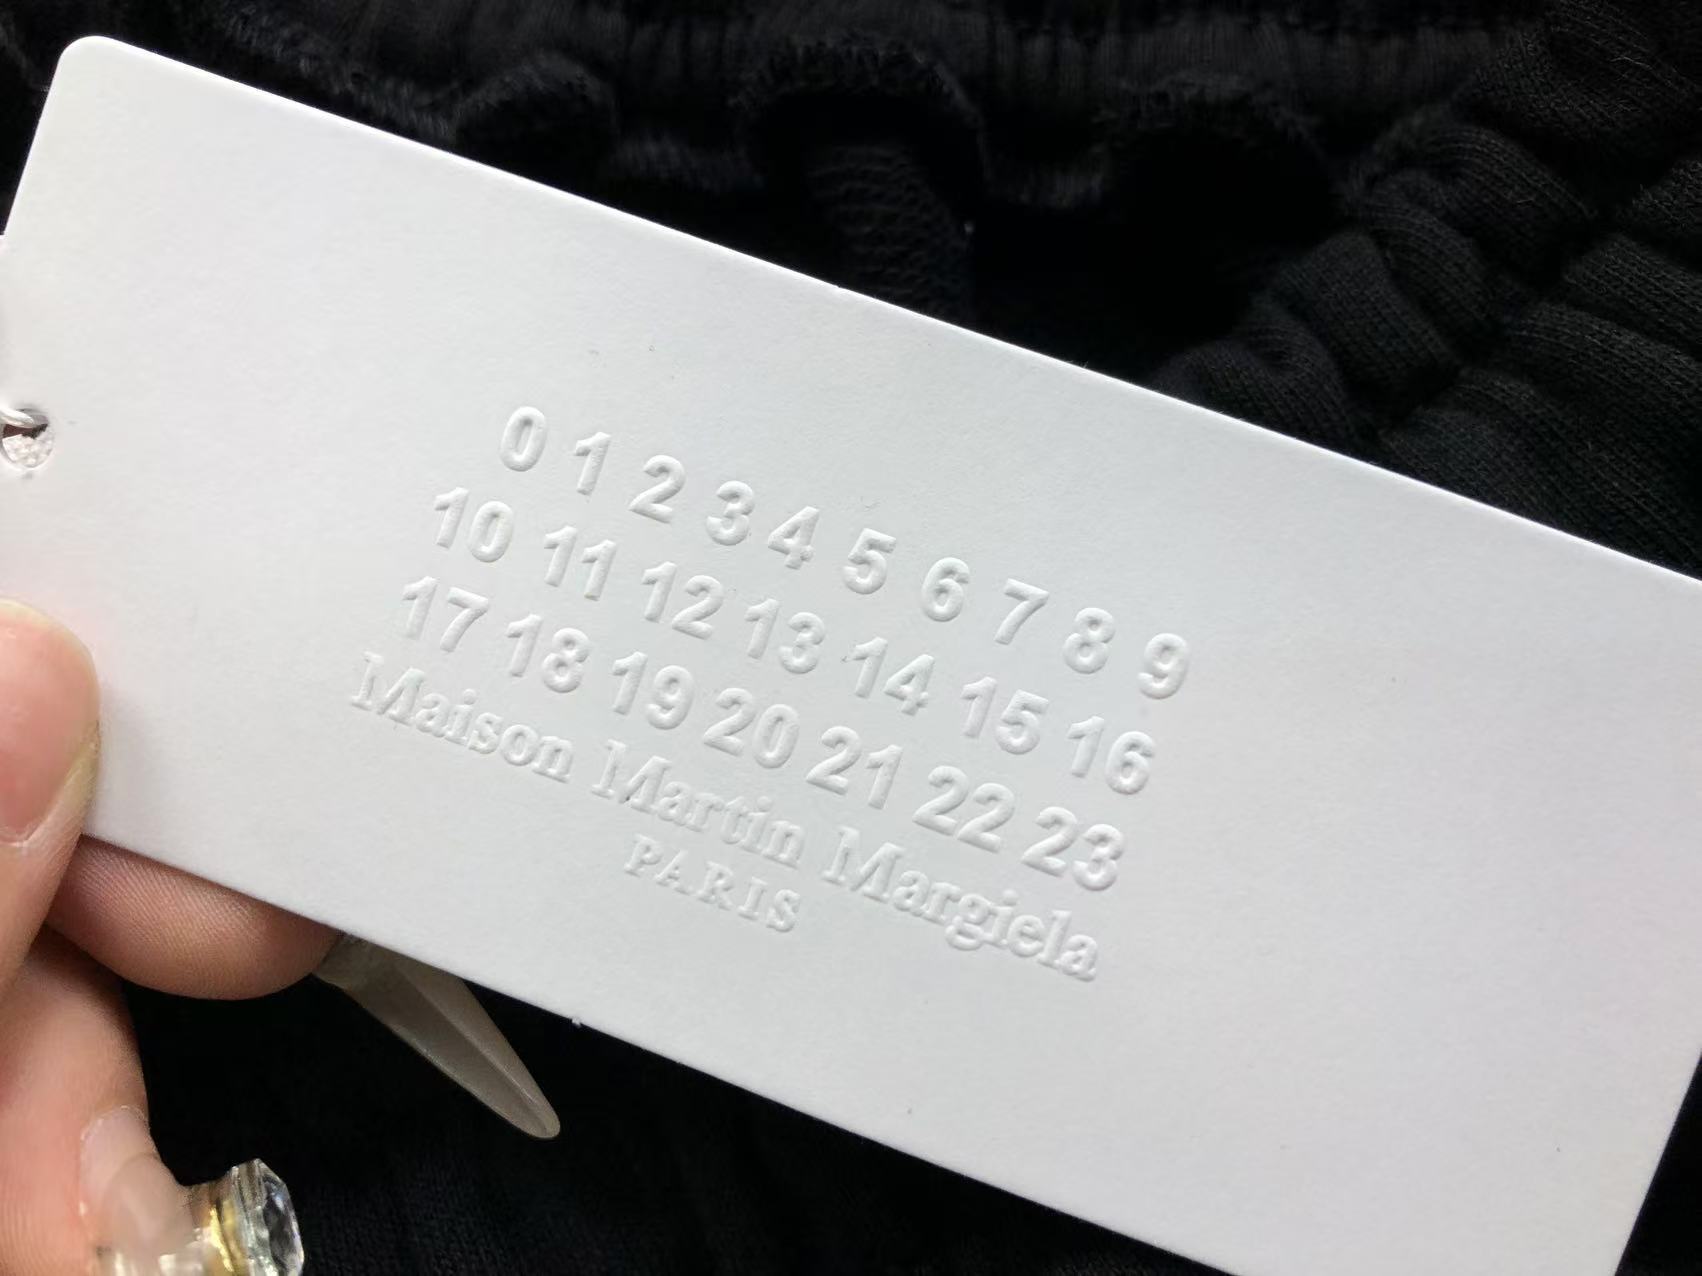 0 1 2 3 4 5 6 7 8 9
10 11 12 13 14 15 16
17 18 19 20 21 22 23
Maison Martin Margiela
PARIS